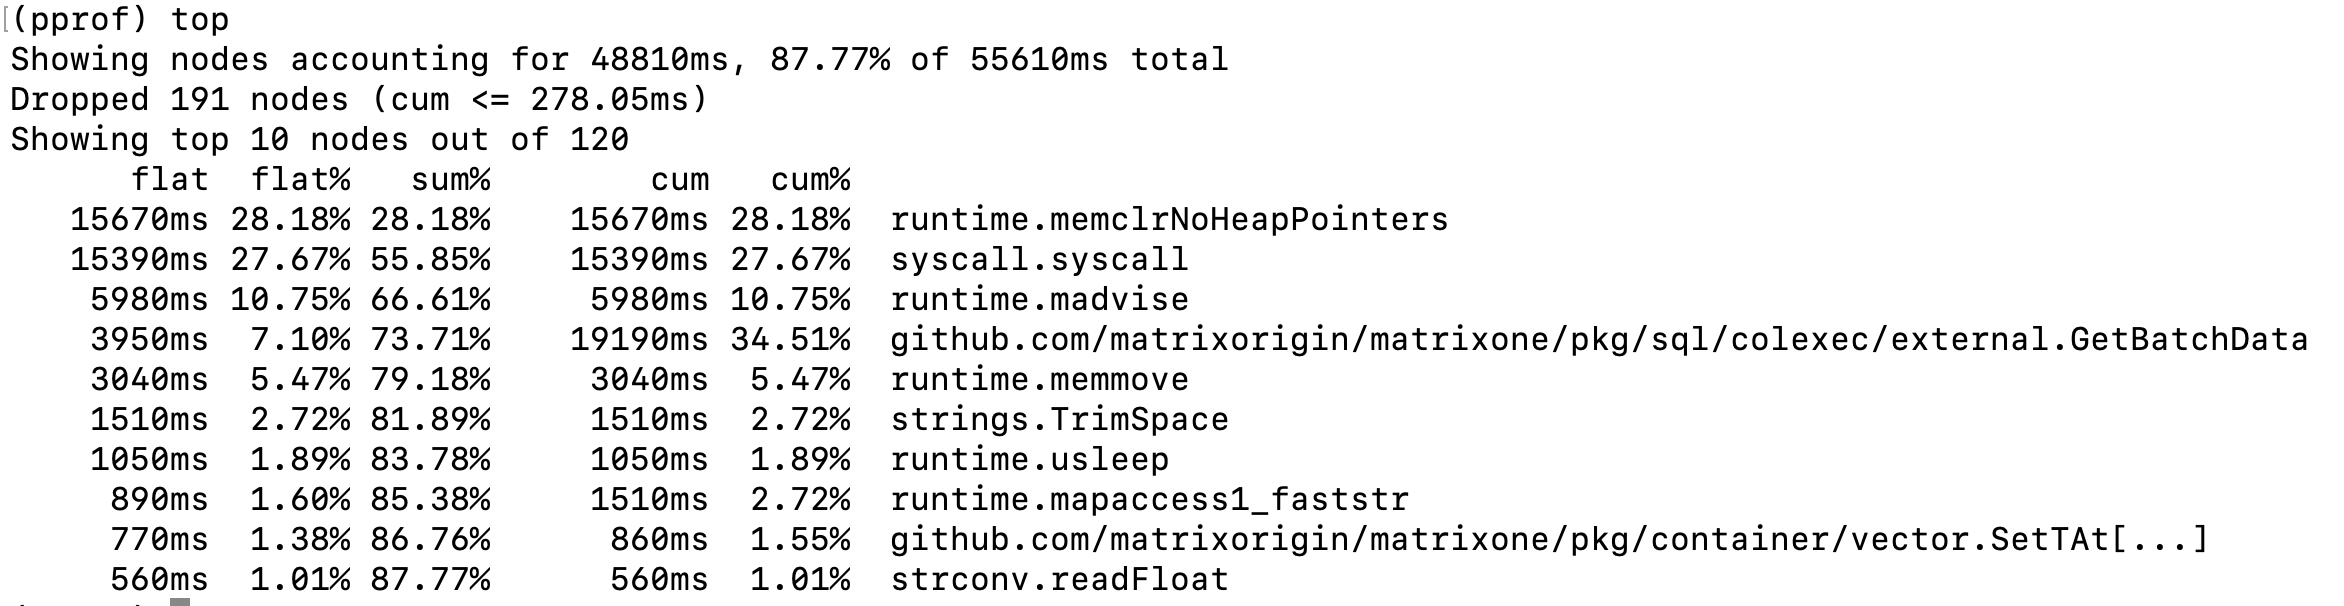 (pprof) top
Showing nodes accounting for 48810ms, 87.77% of 55610ms total
Dropped 191 nodes (cum <= 278.05ms)
Showing top 10 nodes out of 120
      flat  flat%   sum%        cum   cum%
   15670ms 28.18% 28.18%    15670ms 28.18%  runtime.memclrNoHeapPointers
   15390ms 27.67% 55.85%    15390ms 27.67%  syscall.syscall
    5980ms 10.75% 66.61%     5980ms 10.75%  runtime.madvise
    3950ms  7.10% 73.71%    19190ms 34.51%  github.com/matrixorigin/matrixone/pkg/sql/colexec/external.GetBatchData
    3040ms  5.47% 79.18%     3040ms  5.47%  runtime.memmove
    1510ms  2.72% 81.89%     1510ms  2.72%  strings.TrimSpace
    1050ms  1.89% 83.78%     1050ms  1.89%  runtime.usleep
     890ms  1.60% 85.38%     1510ms  2.72%  runtime.mapaccess1_faststr
     770ms  1.38% 86.76%      860ms  1.55%  github.com/matrixorigin/matrixone/pkg/container/vector.SetTAt[...]
     560ms  1.01% 87.77%      560ms  1.01%  strconv.readFloat